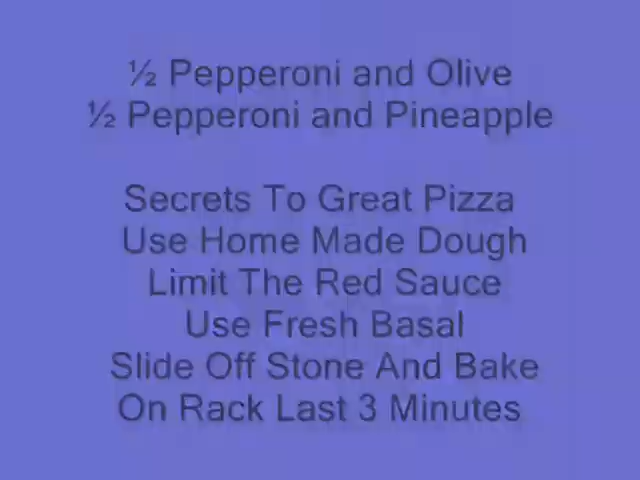 ½ Pepperoni and Olive
½ Pepperoni and Pineapple
Secrets To Great Pizza
Use Home Made Dough
Limit The Red Sauce
Use Fresh Basal
Slide Off Stone And Bake
On Rack Last 3 Minutes